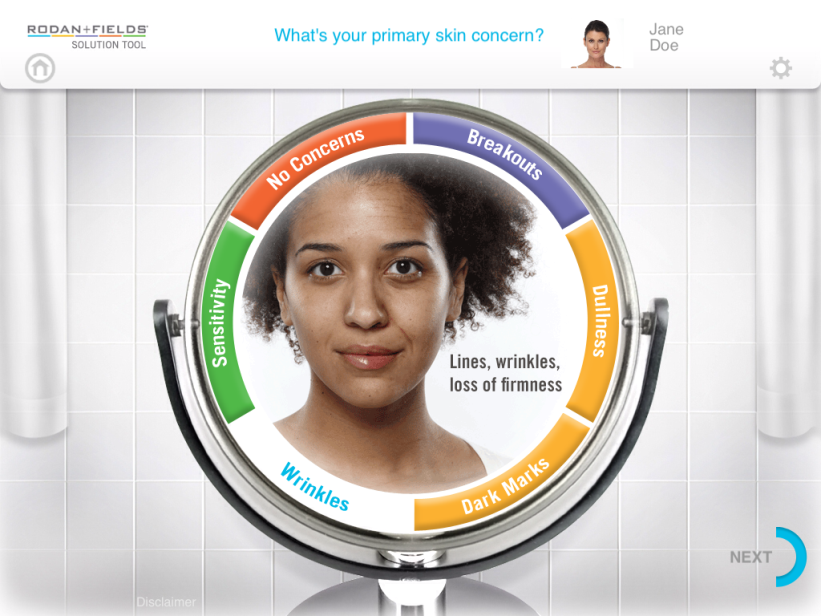 RODAN+FIELDS®
SOLUTION TOOL
What's your primary skin concern?
Jane
Doe
No Concerns
Breakouts
Sensitivity
Dullness
Lines, wrinkles,
loss of firmness
Wrinkles
Dark Marks
NEXT
Disclaimer